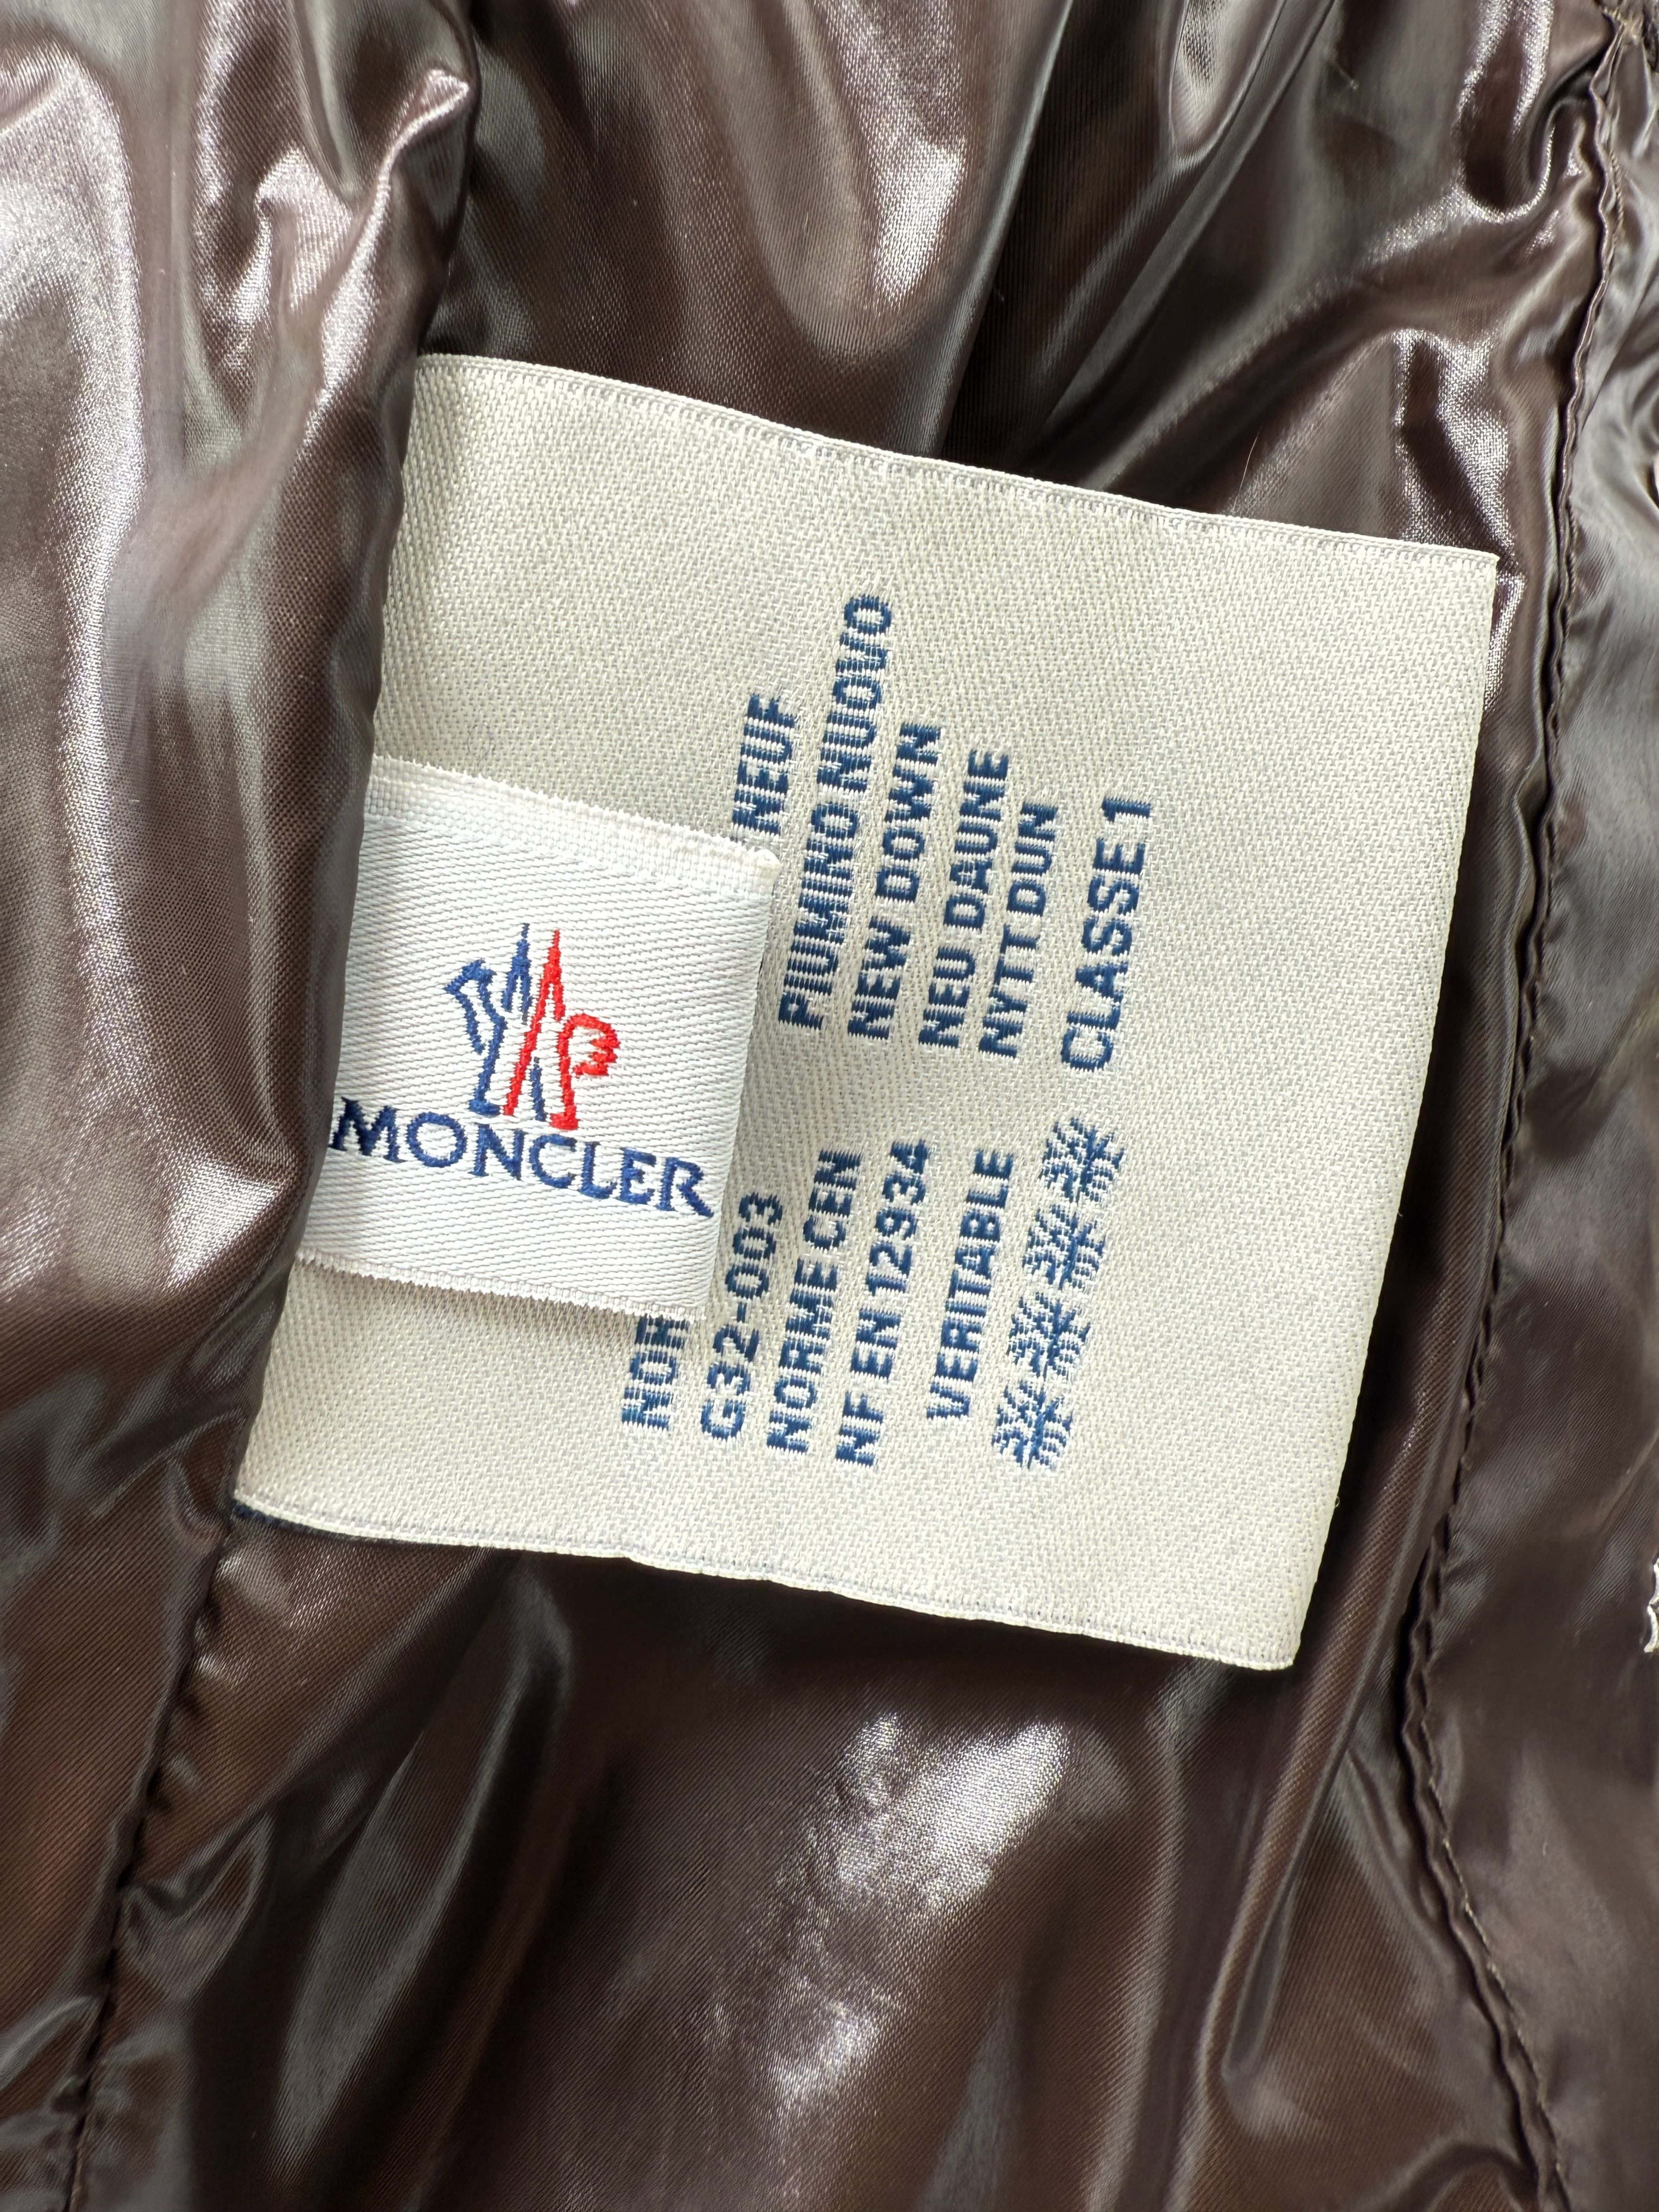 MONCLER
NEUF
PIUMINO NUOVO
NEW DOWN
NEU DAUNE
NYTT DUN
CLASSE 1
G32-003
NORME CEN
NF EN 12934
VERITABLE